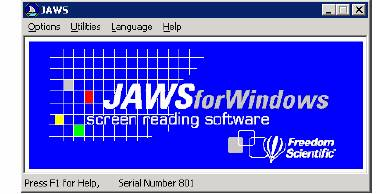 JAWS
Options Utilities Language Help
JAWSforWindows
screen reading software
Freedom
Scientific
Press F1 for Help, Serial Number 801